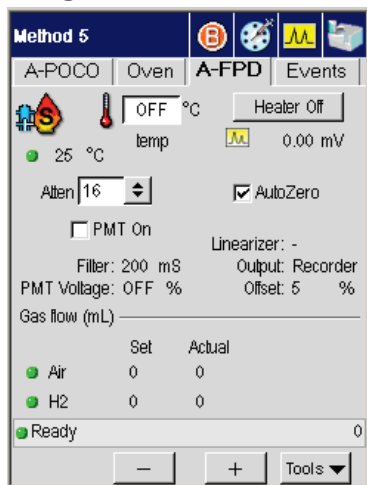 Method 5
B
A-POCO Oven A-FPD Events
S OFF °C Heater Off
temp 0.00 mV
25 °C
Atten 16 AutoZero
PMT On
Linearizer: -
Filter: 200 mS Output: Recorder
PMT Voltage: OFF % Offset: 5 %
Gas flow (mL)
Set Actual
Air 0 0
H2 0 0
Ready 0
− + Tools